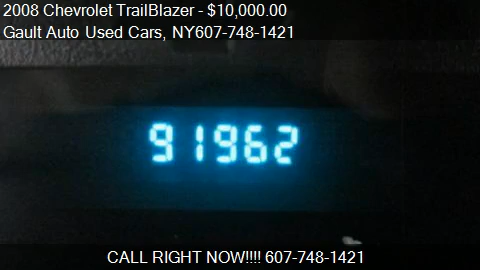 2008 Chevrolet TrailBlazer - $10,000.00
Gault Auto Used Cars, NY607-748-1421
91962
CALL RIGHT NOW!!!! 607-748-1421